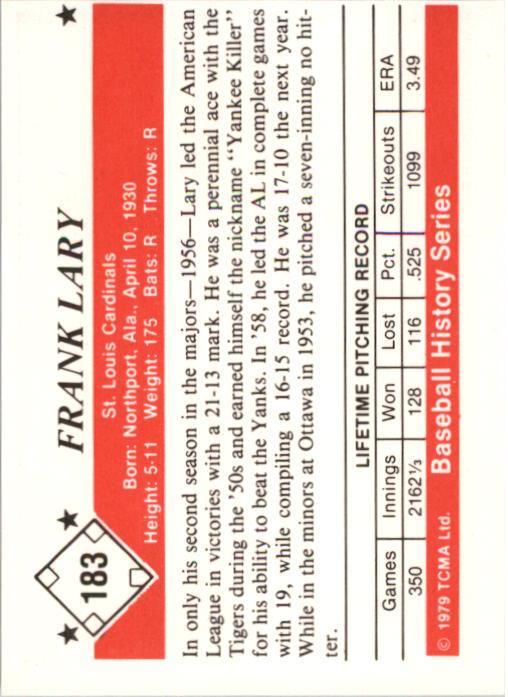 183
FRANK LARY
St. Louis Cardinals
Born: Northport, Ala., April 10, 1930
Height: 5-11 Weight: 175 Bats: R Throws: R
In only his second season in the majors—1956—Lary led the American
League in victories with a 21-13 mark. He was a perennial ace with the
Tigers during the '50s and earned himself the nickname "Yankee Killer"
for his ability to beat the Yanks. In '58, he led the AL in complete games
with 19, while compiling a 16-15 record. He was 17-10 the next year.
While in the minors at Ottawa in 1953, he pitched a seven-inning no hit-
ter.
LIFETIME PITCHING RECORD
Games Innings Won Lost Pct. Strikeouts ERA
350 2162⅓ 128 116 .525 1099 3.49
© 1979 TCMA Ltd. Baseball History Series